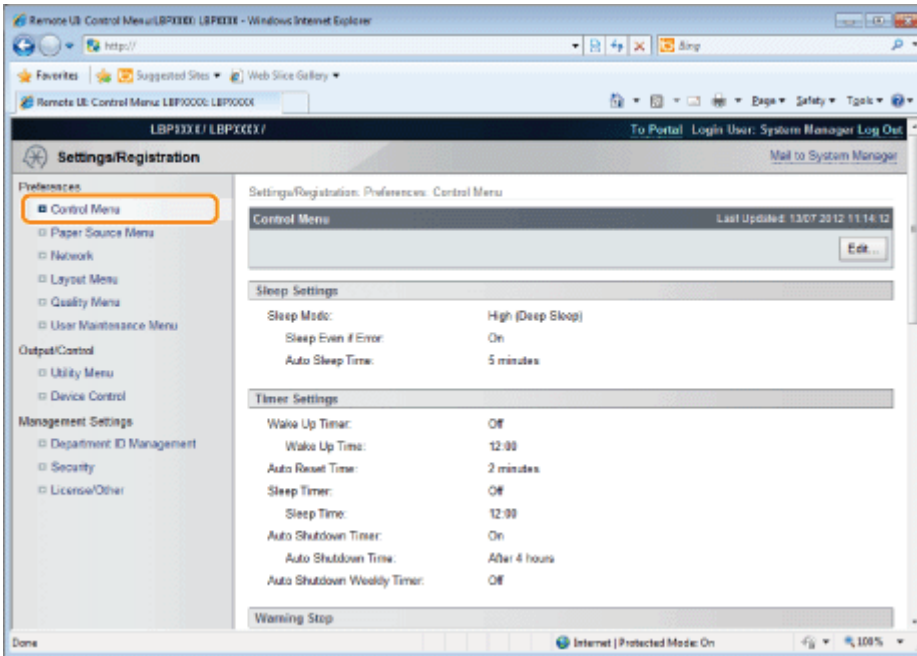 Remote UI: Control Menu: LBPXXXX: LBPXXXX - Windows Internet Explorer
http://
Bing
Favorites Suggested Sites Web Slice Gallery
Remote UI: Control Menu: LBPXXXX: LBPXXXX
Page Safety Tools
LBPXXXX / LBPXXXX /
To Portal Login User: System Manager Log Out
Settings/Registration
Mail to System Manager
Preferences
Control Menu
Paper Source Menu
Network
Layout Menu
Quality Menu
User Maintenance Menu
Output/Control
Utility Menu
Device Control
Management Settings
Department ID Management
Security
License/Other
Settings/Registration: Preferences: Control Menu
Control Menu Last Updated: 13/07 2012 11:14:12
Edit...
Sleep Settings
Sleep Mode: High (Deep Sleep)
Sleep Even if Error: On
Auto Sleep Time: 5 minutes
Timer Settings
Wake Up Timer: Off
Wake Up Time: 12:00
Auto Reset Time: 2 minutes
Sleep Timer: Off
Sleep Time: 12:00
Auto Shutdown Timer: On
Auto Shutdown Time: After 4 hours
Auto Shutdown Weekly Timer: Off
Warning Step
Done Internet | Protected Mode: On 100%